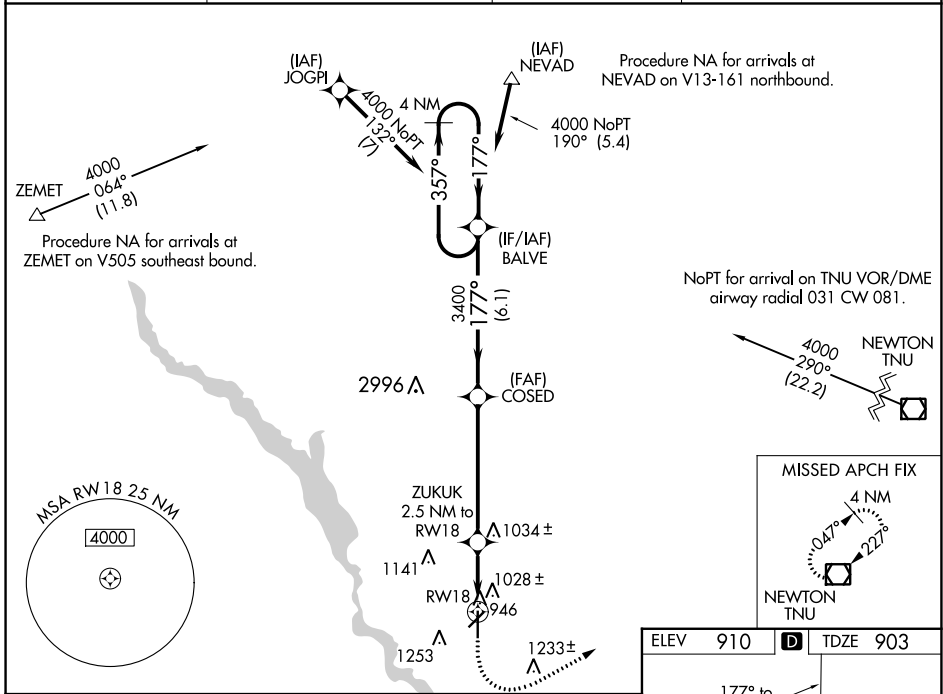 (IAF)
JOGPI
(IAF)
NEVAD
Procedure NA for arrivals at
NEVAD on V13-161 northbound.
4000 NoPT
132°
(7)
4 NM
4000 NoPT
190° (5.4)
357°
177°
ZEMET
4000
064°
(11.8)
Procedure NA for arrivals at
ZEMET on V505 southeast bound.
(IF/IAF)
BALVE
3400
177°
(6.1)
NoPT for arrival on TNU VOR/DME
airway radial 031 CW 081.
4000
290°
(22.2)
NEWTON
TNU
2996
(FAF)
COSED
MSA RW18 25 NM
4000
ZUKUK
2.5 NM to
RW18
1034 ±
1141
1028 ±
RW18
946
1253
1233±
MISSED APCH FIX
4 NM
047°
227°
NEWTON
TNU
ELEV 910 D TDZE 903
177° to